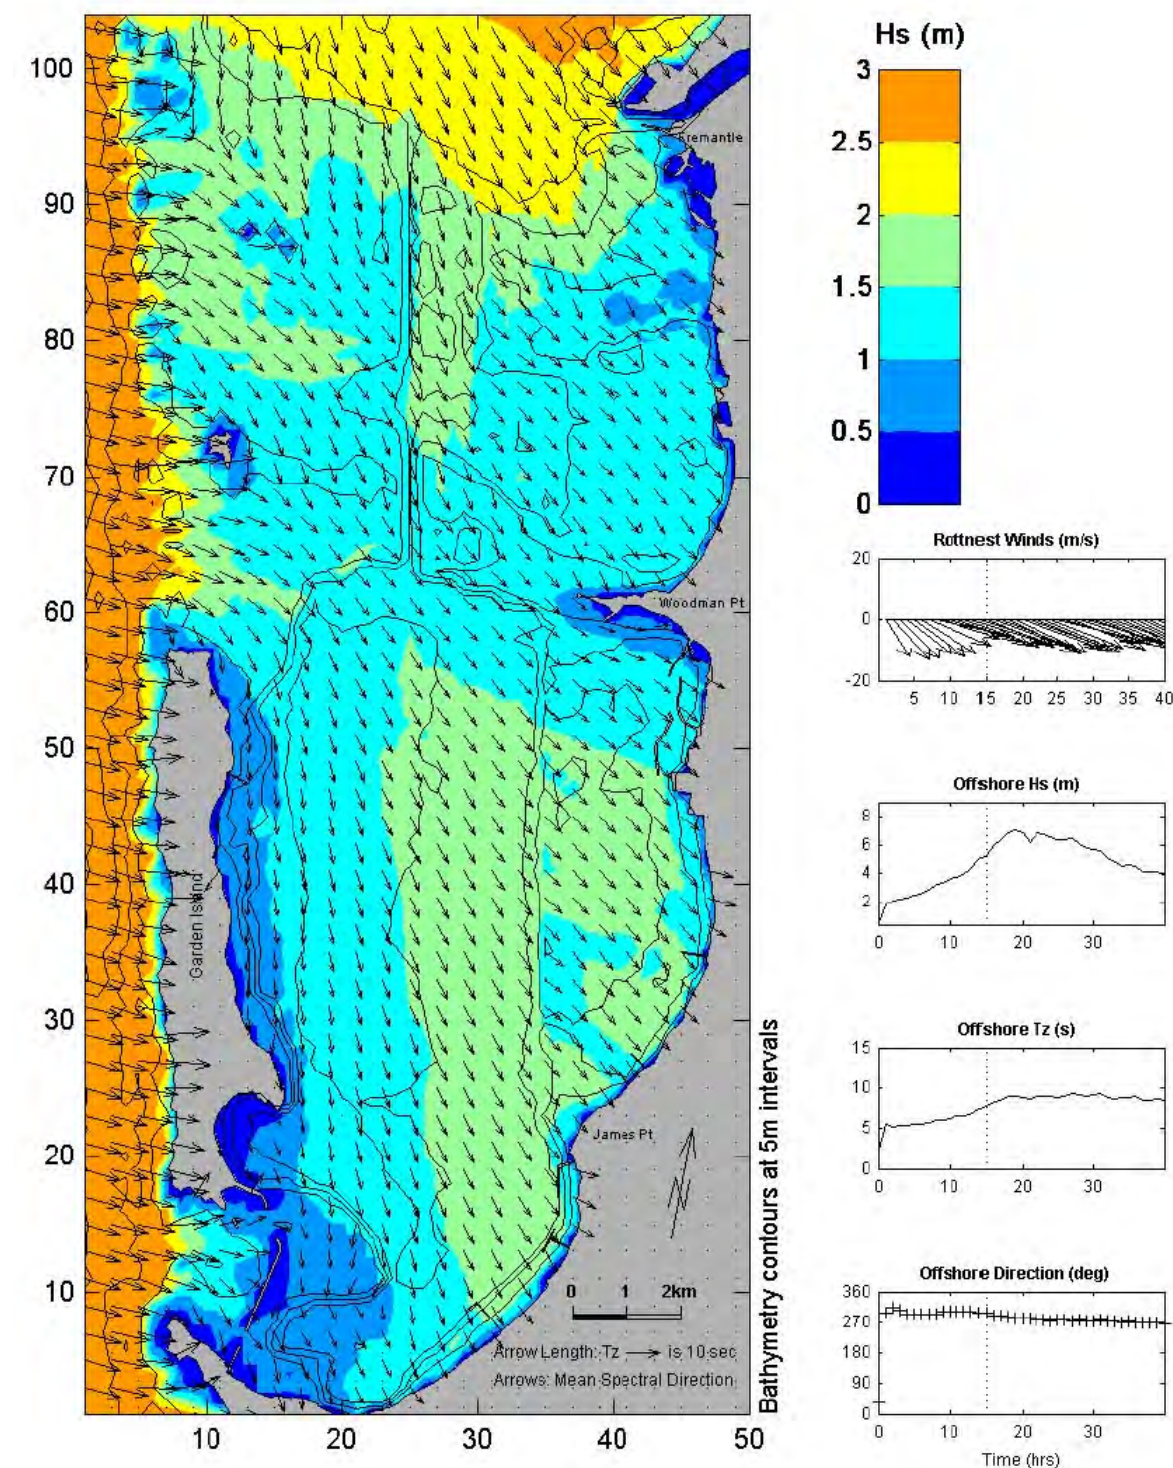 Hs (m)
3
2.5
2
1.5
1
0.5
0
100
90
80
70
60
50
40
30
20
10
10
20
30
40
50
Fremantle
Woodman Pt
Garden Island
James Pt
0 1 2km
Arrow Length: Tz is 10 sec
Arrows: Mean Spectral Direction
Bathymetry contours at 5m intervals
Rottnest Winds (m/s)
20
0
-20
5 10 15 20 25 30 35 40
Offshore Hs (m)
8
6
4
2
0 10 20 30
Offshore Tz (s)
15
10
5
0
0 10 20 30
Offshore Direction (deg)
360
270
180
90
0
0 10 20 30 40
Time (hrs)